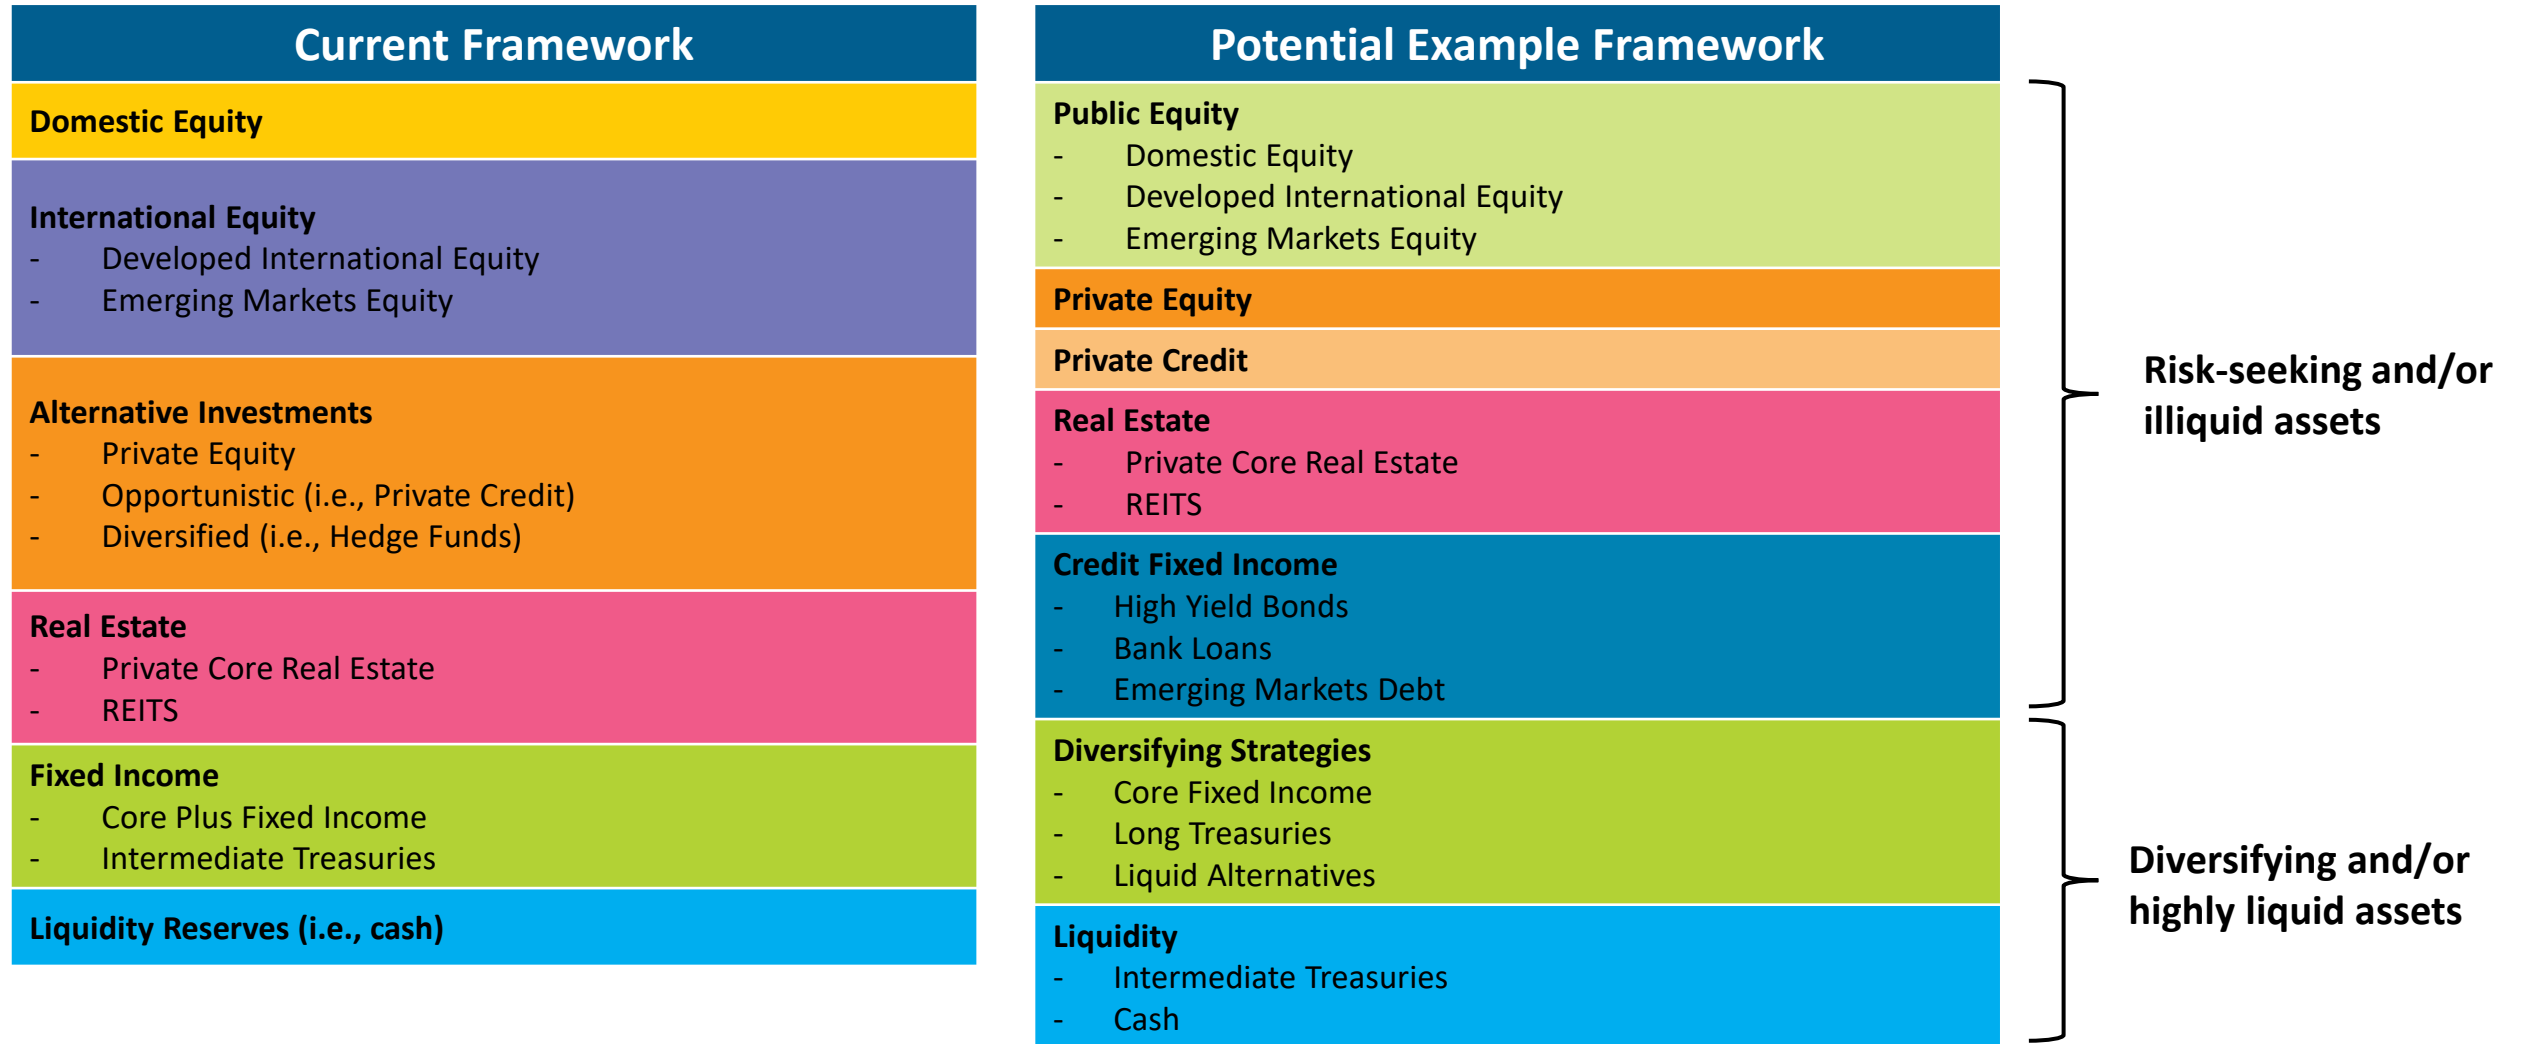 Current Framework
Domestic Equity
International Equity
- Developed International Equity
- Emerging Markets Equity
Alternative Investments
- Private Equity
- Opportunistic (i.e., Private Credit)
- Diversified (i.e., Hedge Funds)
Real Estate
- Private Core Real Estate
- REITS
Fixed Income
- Core Plus Fixed Income
- Intermediate Treasuries
Liquidity Reserves (i.e., cash)
Potential Example Framework
Public Equity
- Domestic Equity
- Developed International Equity
- Emerging Markets Equity
Private Equity
Private Credit
Real Estate
- Private Core Real Estate
- REITS
Credit Fixed Income
- High Yield Bonds
- Bank Loans
- Emerging Markets Debt
Diversifying Strategies
- Core Fixed Income
- Long Treasuries
- Liquid Alternatives
Liquidity
- Intermediate Treasuries
- Cash
Risk-seeking and/or
illiquid assets
Diversifying and/or
highly liquid assets